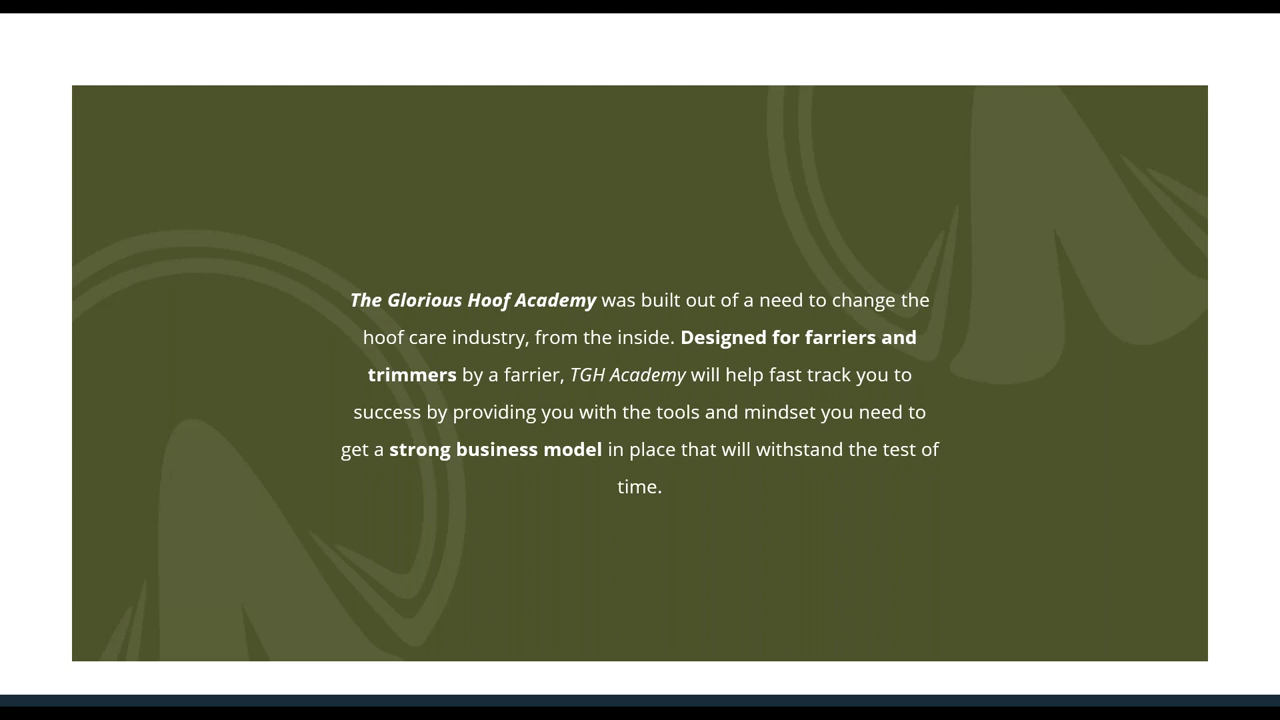 The Glorious Hoof Academy was built out of a need to change the
hoof care industry, from the inside. Designed for farriers and
trimmers by a farrier, TGH Academy will help fast track you to
success by providing you with the tools and mindset you need to
get a strong business model in place that will withstand the test of
time.